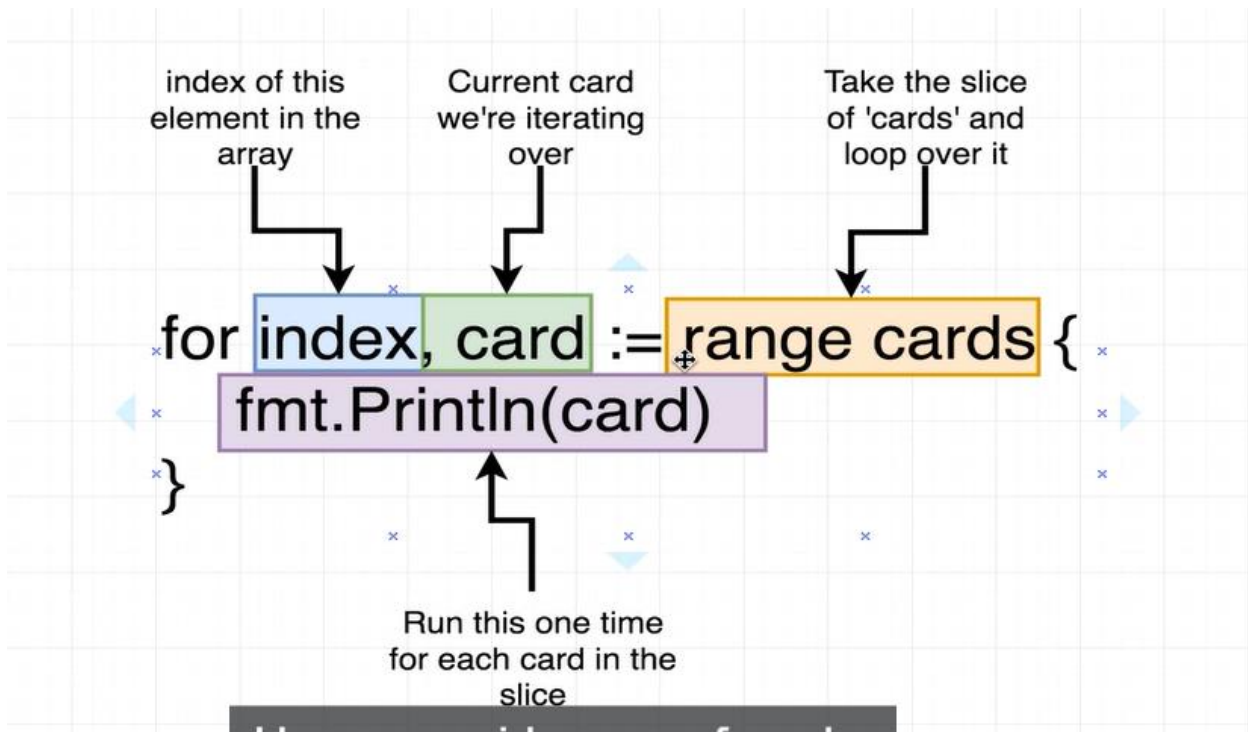 index of this
element in the
array
Current card
we're iterating
over
Take the slice
of 'cards' and
loop over it
for index, card := range cards {
fmt.Println(card)
}
Run this one time
for each card in the
slice